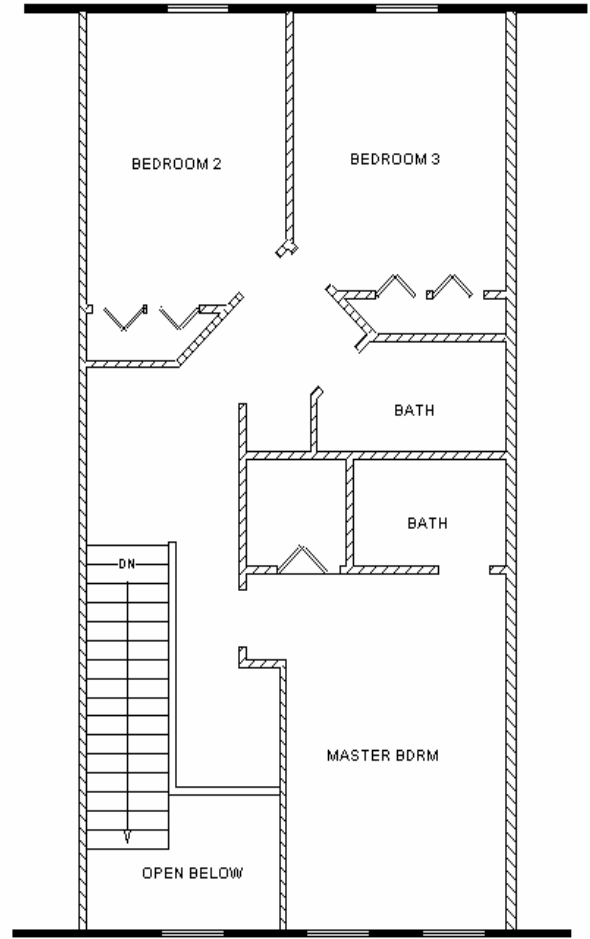 BEDROOM 2
BEDROOM 3
BATH
BATH
DN
MASTER BDRM
OPEN BELOW